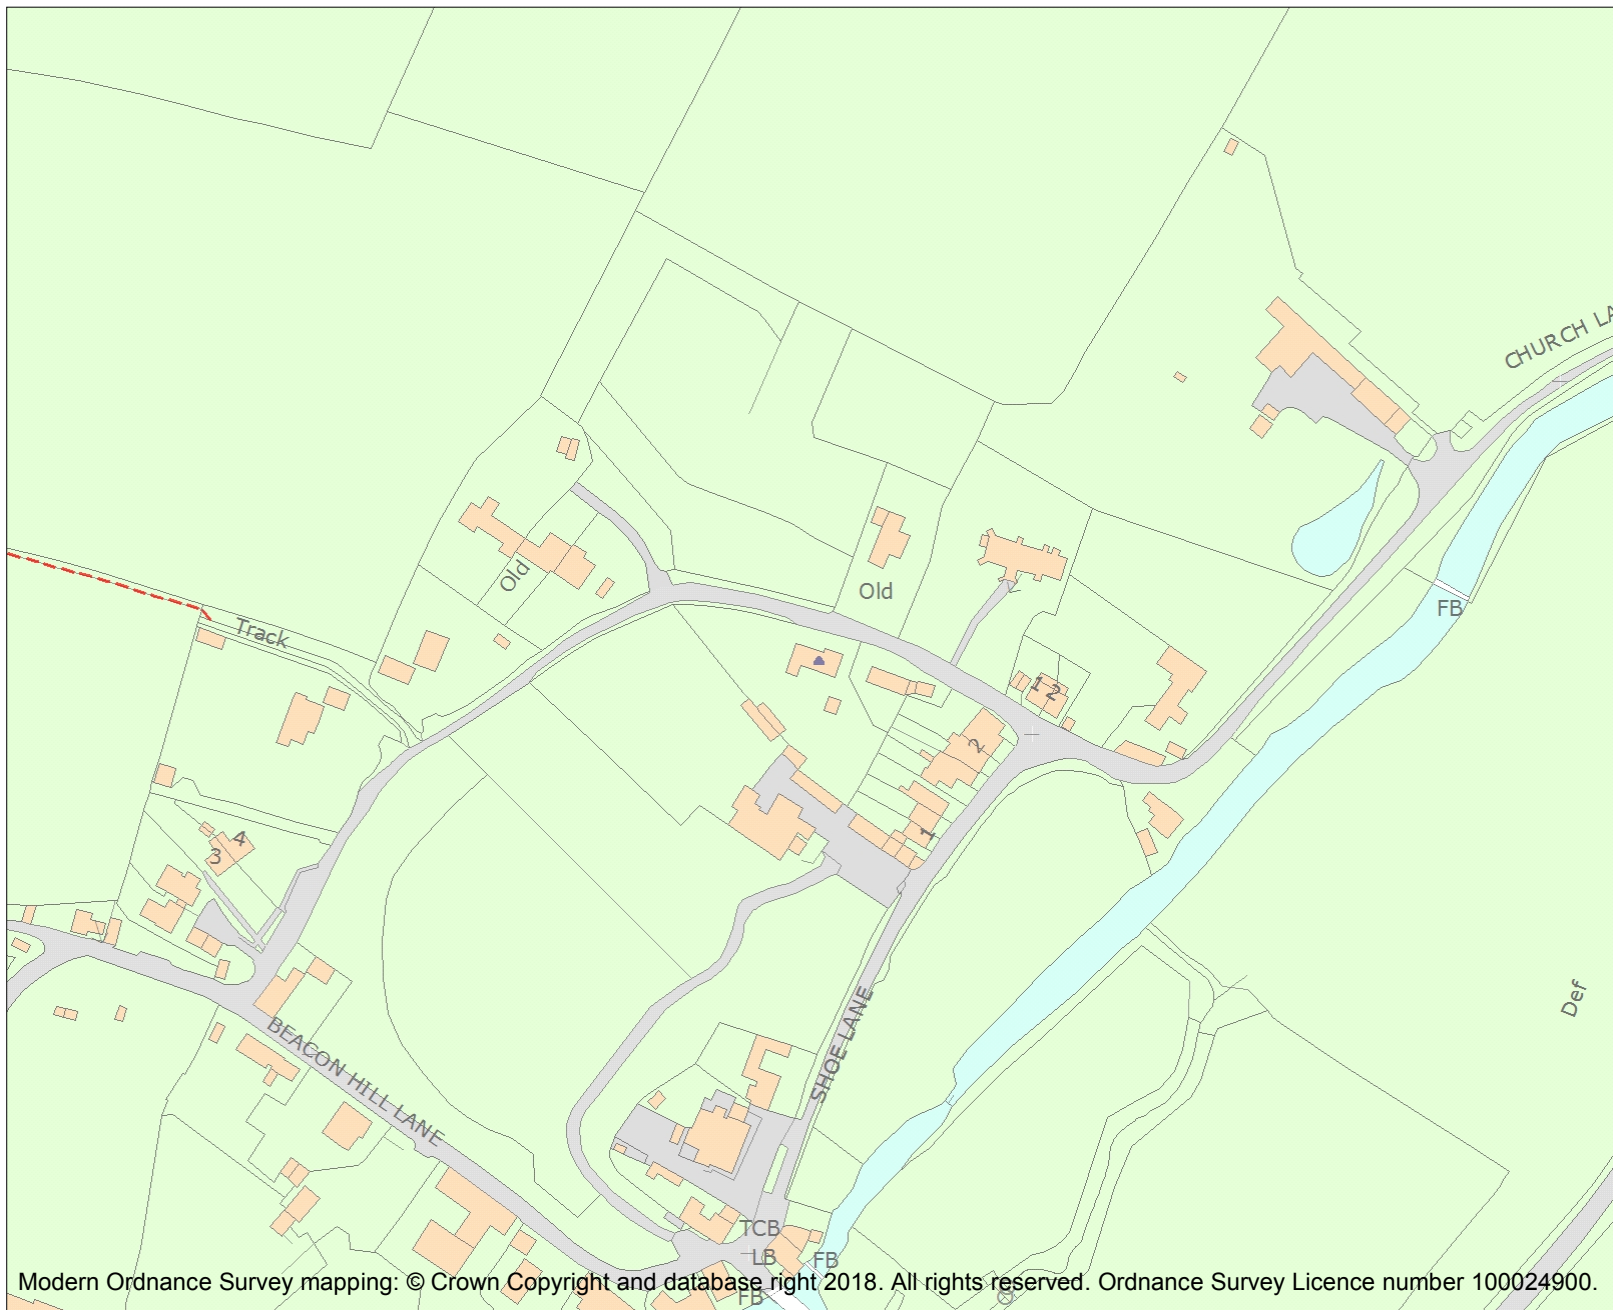 CHURCH LA
Old
Old
FB
Track
1 2
2
4
3
1
Def
SHOE LANE
BEACON HILL LANE
TCB
LB
FB
Modern Ordnance Survey mapping: © Crown Copyright and database right 2018. All rights reserved. Ordnance Survey Licence number 100024900.
FB